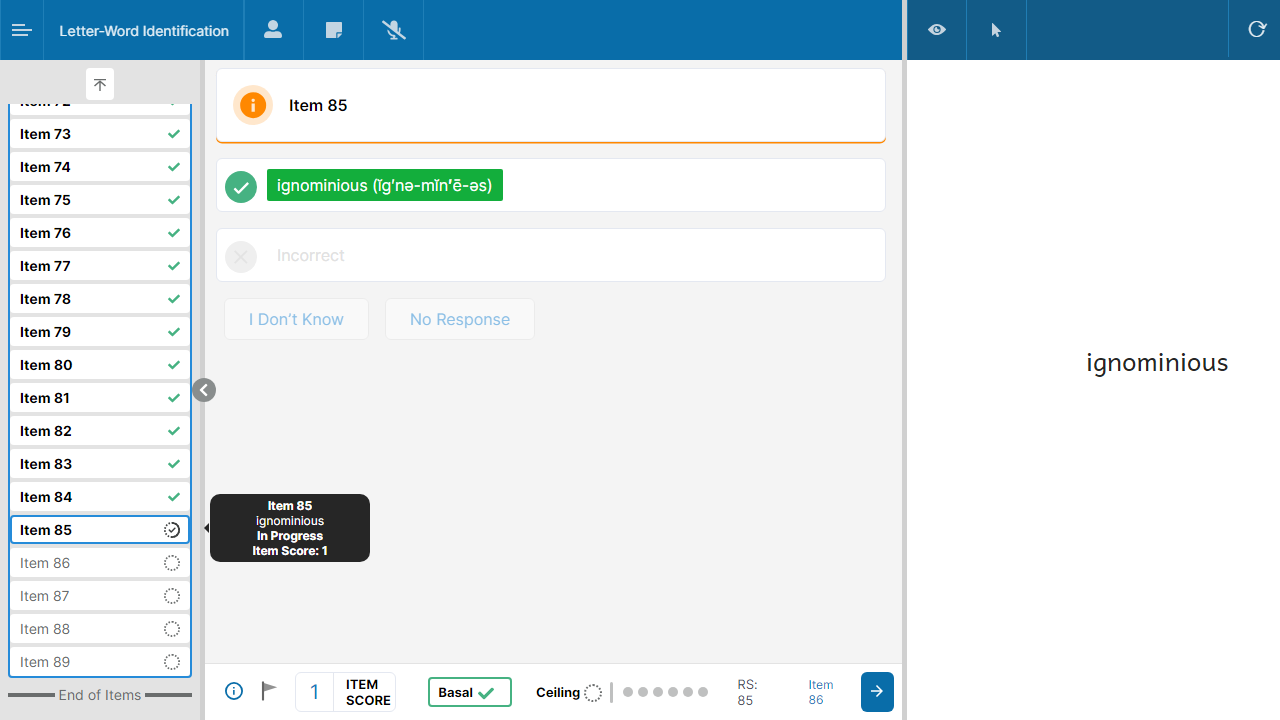 Letter-Word Identification
Item 72
Item 73
Item 74
Item 75
Item 76
Item 77
Item 78
Item 79
Item 80
Item 81
Item 82
Item 83
Item 84
Item 85
Item 86
Item 87
Item 88
Item 89
End of Items
Item 85
ignominious (ĭg′nə-mĭn′ē-əs)
Incorrect
I Don't Know
No Response
Item 85
ignominious
In Progress
Item Score: 1
1
ITEM
SCORE
Basal
Ceiling
RS:
85
Item
86
ignominious